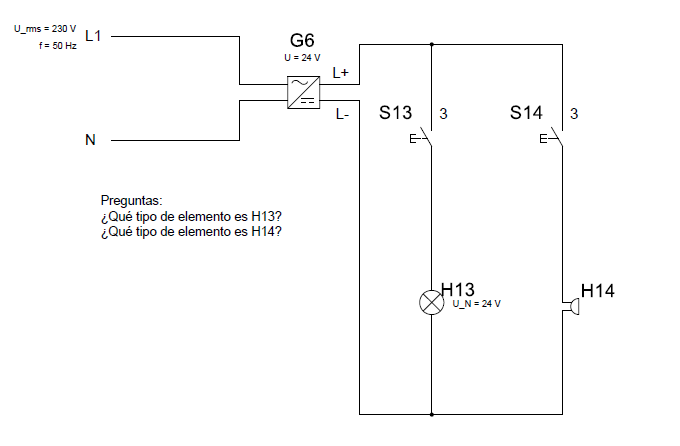 U_rms = 230 V
f = 50 Hz
L1
G6
U = 24 V
L+
L-
S13
3
S14
3
N
Preguntas:
¿Qué tipo de elemento es H13?
¿Qué tipo de elemento es H14?
H13
U_N = 24 V
H14